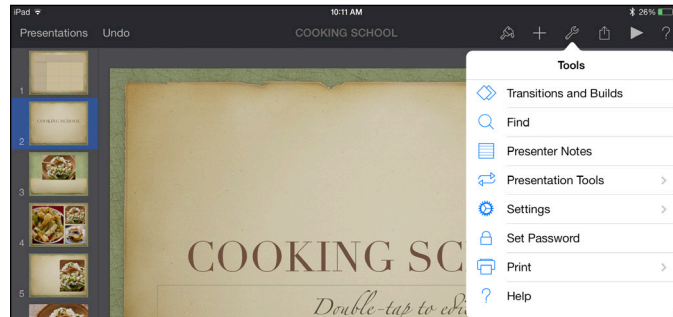 iPad 10:11 AM 26%
Presentations Undo COOKING SCHOOL ?
Tools
Transitions and Builds
Find
Presenter Notes
Presentation Tools
Settings
Set Password
Print
? Help
1
COOKING SCHOOL
2
3
4
5
COOKING SC
Double-tap to edi